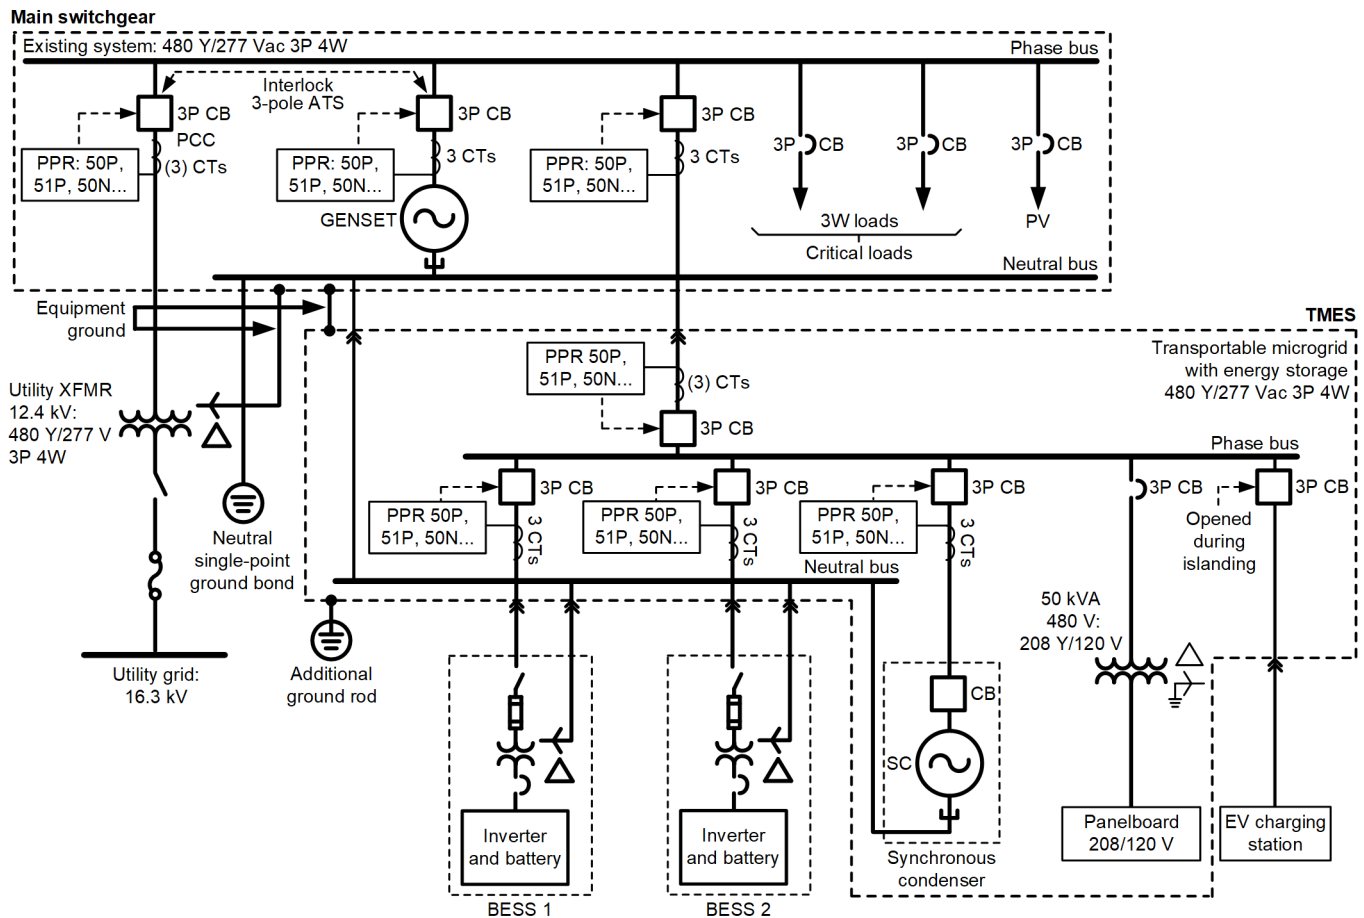 Main switchgear
Existing system: 480 Y/277 Vac 3P 4W
Phase bus
Interlock
3-pole ATS
3P CB
PCC
(3) CTs
PPR: 50P,
51P, 50N...
3P CB
3 CTs
PPR: 50P,
51P, 50N...
GENSET
3P CB
3 CTs
PPR: 50P,
51P, 50N...
3P CB
3P CB
3P CB
3W loads
Critical loads
PV
Neutral bus
Equipment
ground
TMES
Transportable microgrid
with energy storage
480 Y/277 Vac 3P 4W
PPR 50P,
51P, 50N...
(3) CTs
3P CB
Utility XFMR
12.4 kV:
480 Y/277 V
3P 4W
Phase bus
3P CB
3P CB
3P CB
3P CB
3P CB
PPR 50P,
51P, 50N...
3 CTs
PPR 50P,
51P, 50N...
3 CTs
PPR 50P,
51P, 50N...
3 CTs
Opened
during
islanding
Neutral
single-point
ground bond
Neutral bus
50 kVA
480 V:
208 Y/120 V
Utility grid:
16.3 kV
Additional
ground rod
CB
SC
Inverter
and battery
BESS 1
Inverter
and battery
BESS 2
Synchronous
condenser
Panelboard
208/120 V
EV charging
station